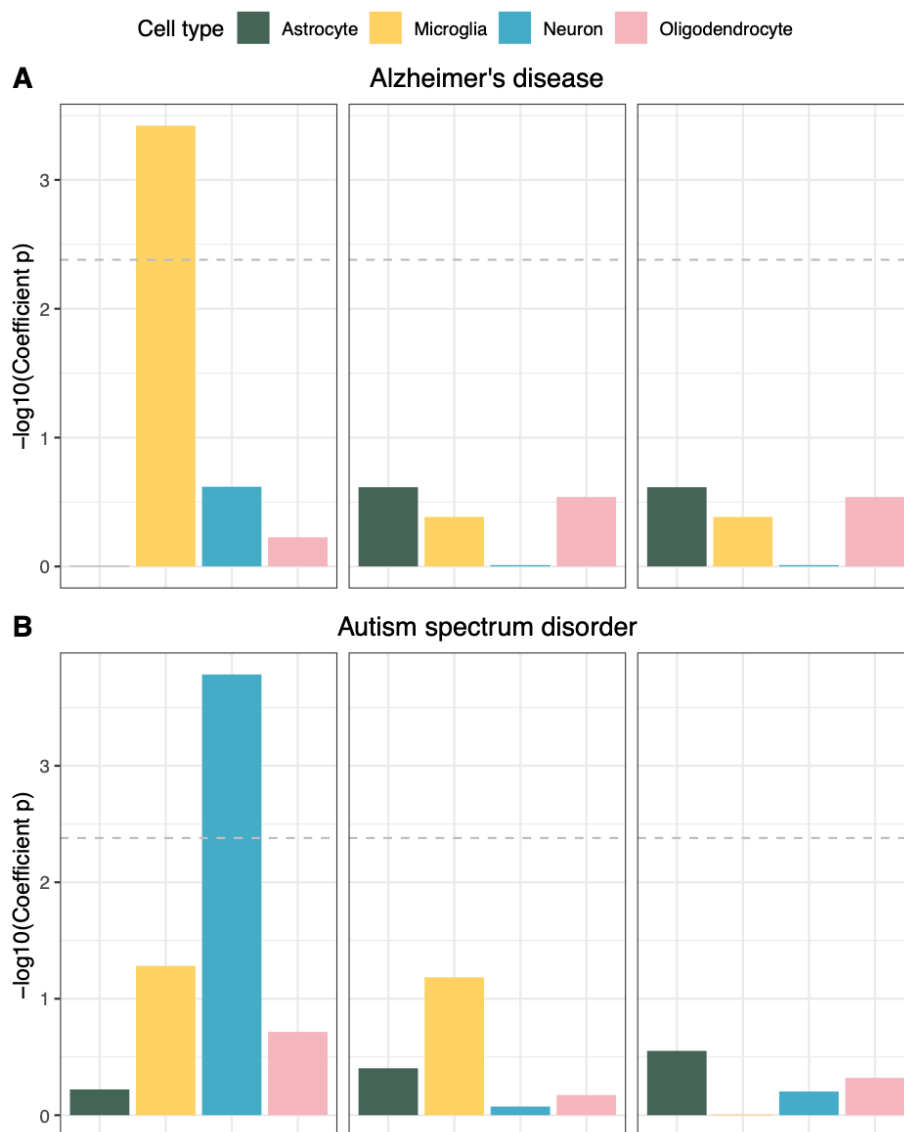 Cell type Astrocyte Microglia Neuron Oligodendrocyte
A Alzheimer's disease
−log10(Coefficient p)
3
2
1
0
B Autism spectrum disorder
−log10(Coefficient p)
3
2
1
0